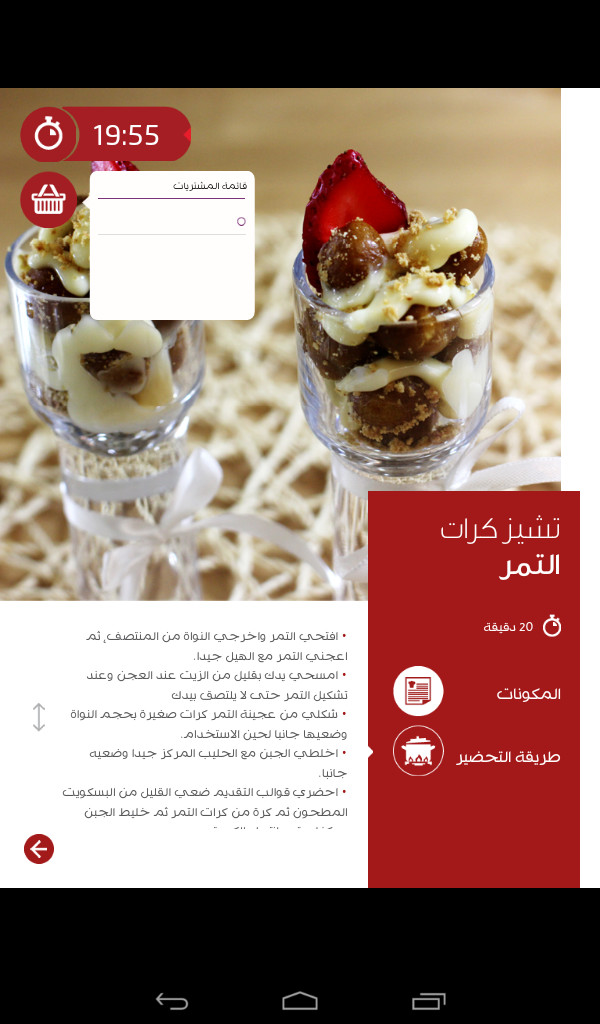 19:55
قائمة المشتريات
تشيز كرات
التمر
20 دقيقة
المكونات
طريقة التحضير
• افتحي التمر واخرجي النواة من المنتصف, ثم
اعجني التمر مع الهيل جيدا.
• امسحي يدك بقليل من الزيت عند العجن وعند
تشكيل التمر حتى لا يلتصق بيدك
• شكلي من عجينة التمر كرات صغيرة بحجم النواة
وضعيها جانبا لحين الاستخدام.
• اخلطي الجبن مع الحليب المركز جيدا وضعيه
جانبا.
• احضري قوالب التقديم ضعي القليل من البسكويت
المطحون ثم كرة من كرات التمر ثم خليط الجبن